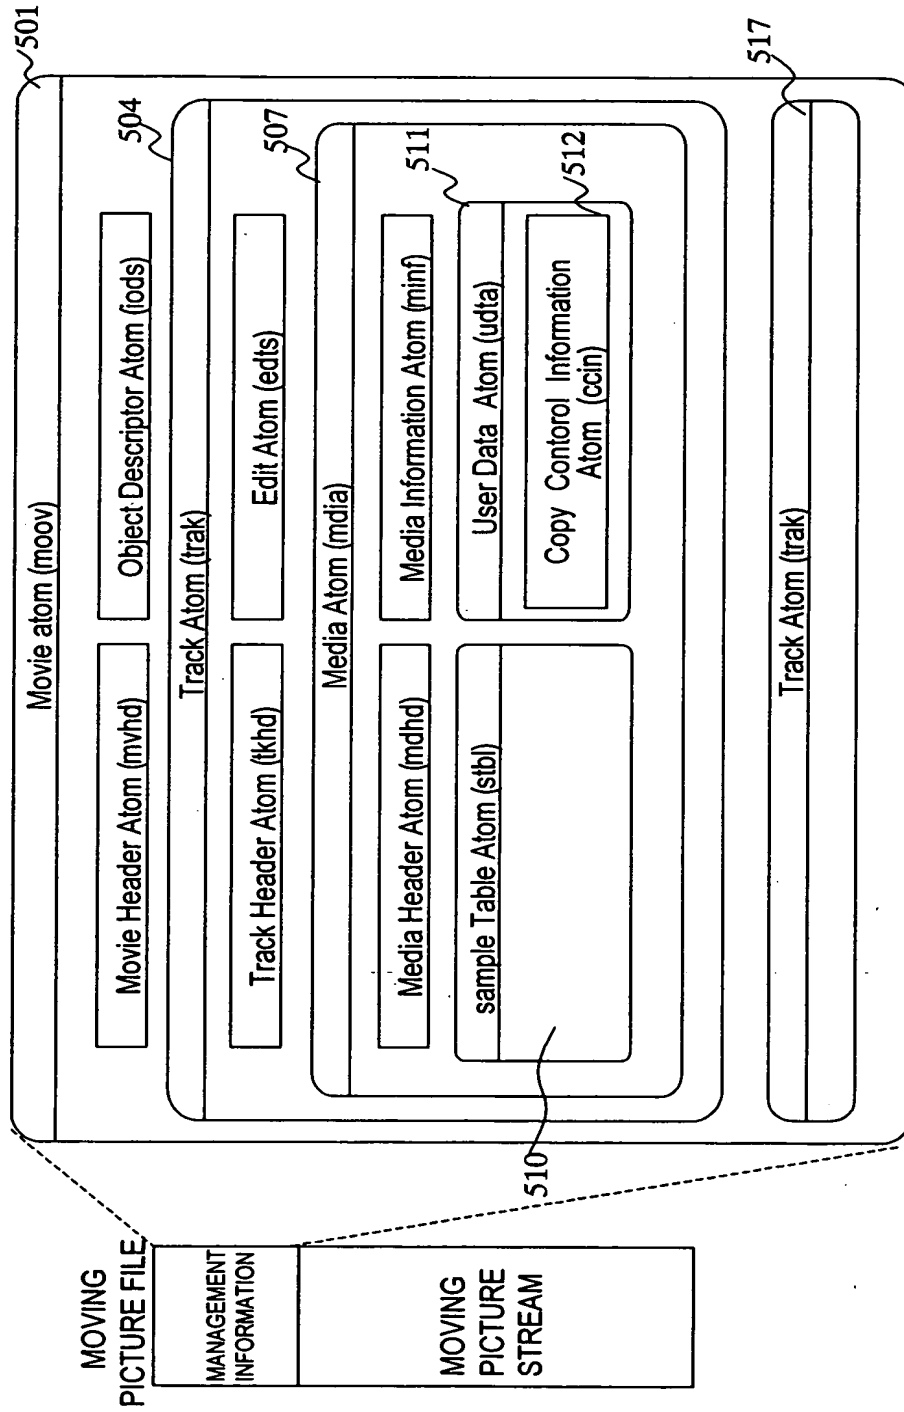 MOVING
PICTURE FILE
MANAGEMENT
INFORMATION
MOVING
PICTURE
STREAM
501
Movie atom (moov)
Movie Header Atom (mvhd)
Object Descriptor Atom (iods)
504
Track Atom (trak)
Track Header Atom (tkhd)
Edit Atom (edts)
507
Media Atom (mdia)
Media Header Atom (mdhd)
Media Information Atom (minf)
511
sample Table Atom (stbl)
User Data Atom (udta)
512
Copy Contorol Information
Atom (ccin)
510
517
Track Atom (trak)